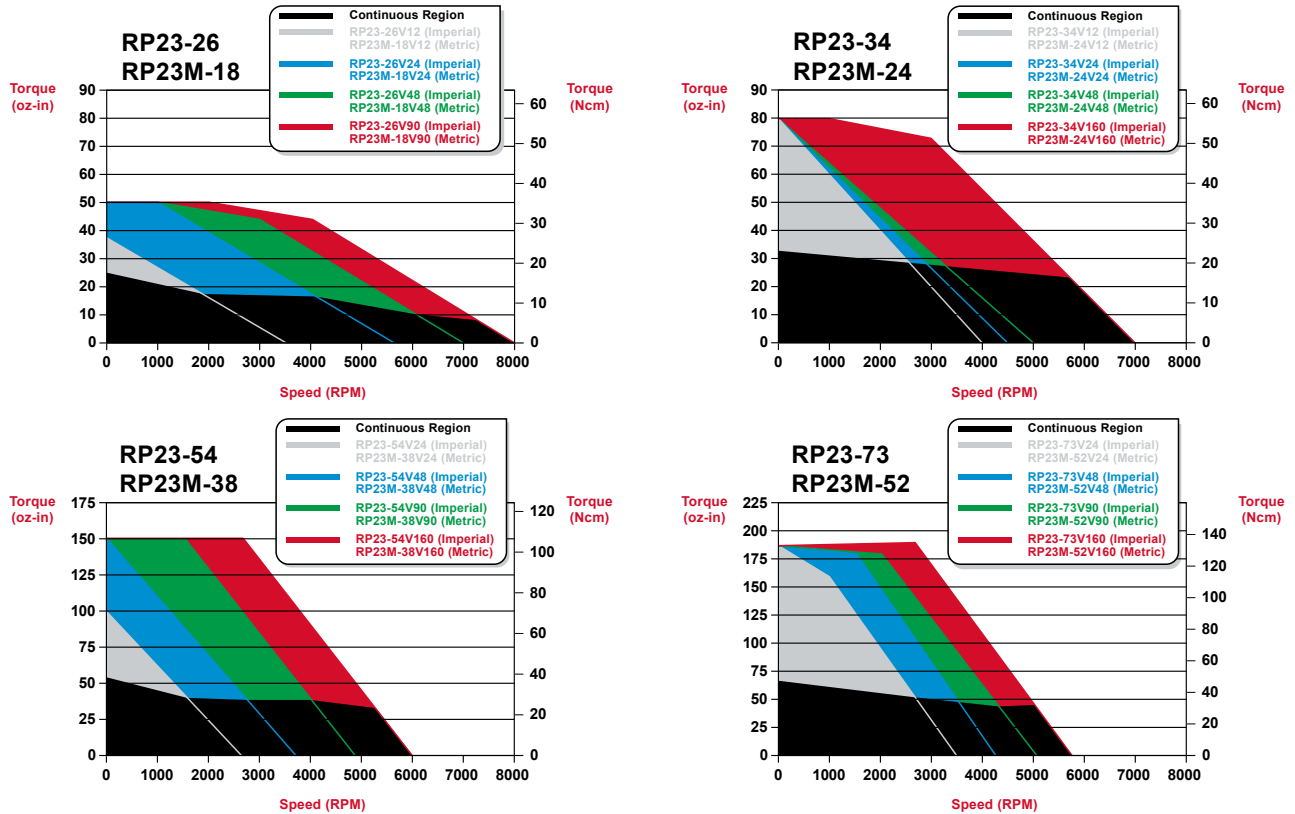 RP23-26
RP23M-18
Continuous Region
RP23-26V12 (Imperial)
RP23M-18V12 (Metric)
RP23-26V24 (Imperial)
RP23M-18V24 (Metric)
RP23-26V48 (Imperial)
RP23M-18V48 (Metric)
RP23-26V90 (Imperial)
RP23M-18V90 (Metric)
Torque
(oz-in)
Torque
(Ncm)
90
80
70
60
50
40
30
20
10
0
60
50
40
30
20
10
0
0 1000 2000 3000 4000 5000 6000 7000 8000
Speed (RPM)
RP23-34
RP23M-24
Continuous Region
RP23-34V12 (Imperial)
RP23M-24V12 (Metric)
RP23-34V24 (Imperial)
RP23M-24V24 (Metric)
RP23-34V48 (Imperial)
RP23M-24V48 (Metric)
RP23-34V160 (Imperial)
RP23M-24V160 (Metric)
Torque
(oz-in)
Torque
(Ncm)
90
80
70
60
50
40
30
20
10
0
60
50
40
30
20
10
0
0 1000 2000 3000 4000 5000 6000 7000 8000
Speed (RPM)
RP23-54
RP23M-38
Continuous Region
RP23-54V24 (Imperial)
RP23M-38V24 (Metric)
RP23-54V48 (Imperial)
RP23M-38V48 (Metric)
RP23-54V90 (Imperial)
RP23M-38V90 (Metric)
RP23-54V160 (Imperial)
RP23M-38V160 (Metric)
Torque
(oz-in)
Torque
(Ncm)
175
150
125
100
75
50
25
0
120
100
80
60
40
20
0
0 1000 2000 3000 4000 5000 6000 7000 8000
Speed (RPM)
RP23-73
RP23M-52
Continuous Region
RP23-73V24 (Imperial)
RP23M-52V24 (Metric)
RP23-73V48 (Imperial)
RP23M-52V48 (Metric)
RP23-73V90 (Imperial)
RP23M-52V90 (Metric)
RP23-73V160 (Imperial)
RP23M-52V160 (Metric)
Torque
(oz-in)
Torque
(Ncm)
225
200
175
150
125
100
75
50
25
0
140
120
100
80
60
40
20
0
0 1000 2000 3000 4000 5000 6000 7000 8000
Speed (RPM)